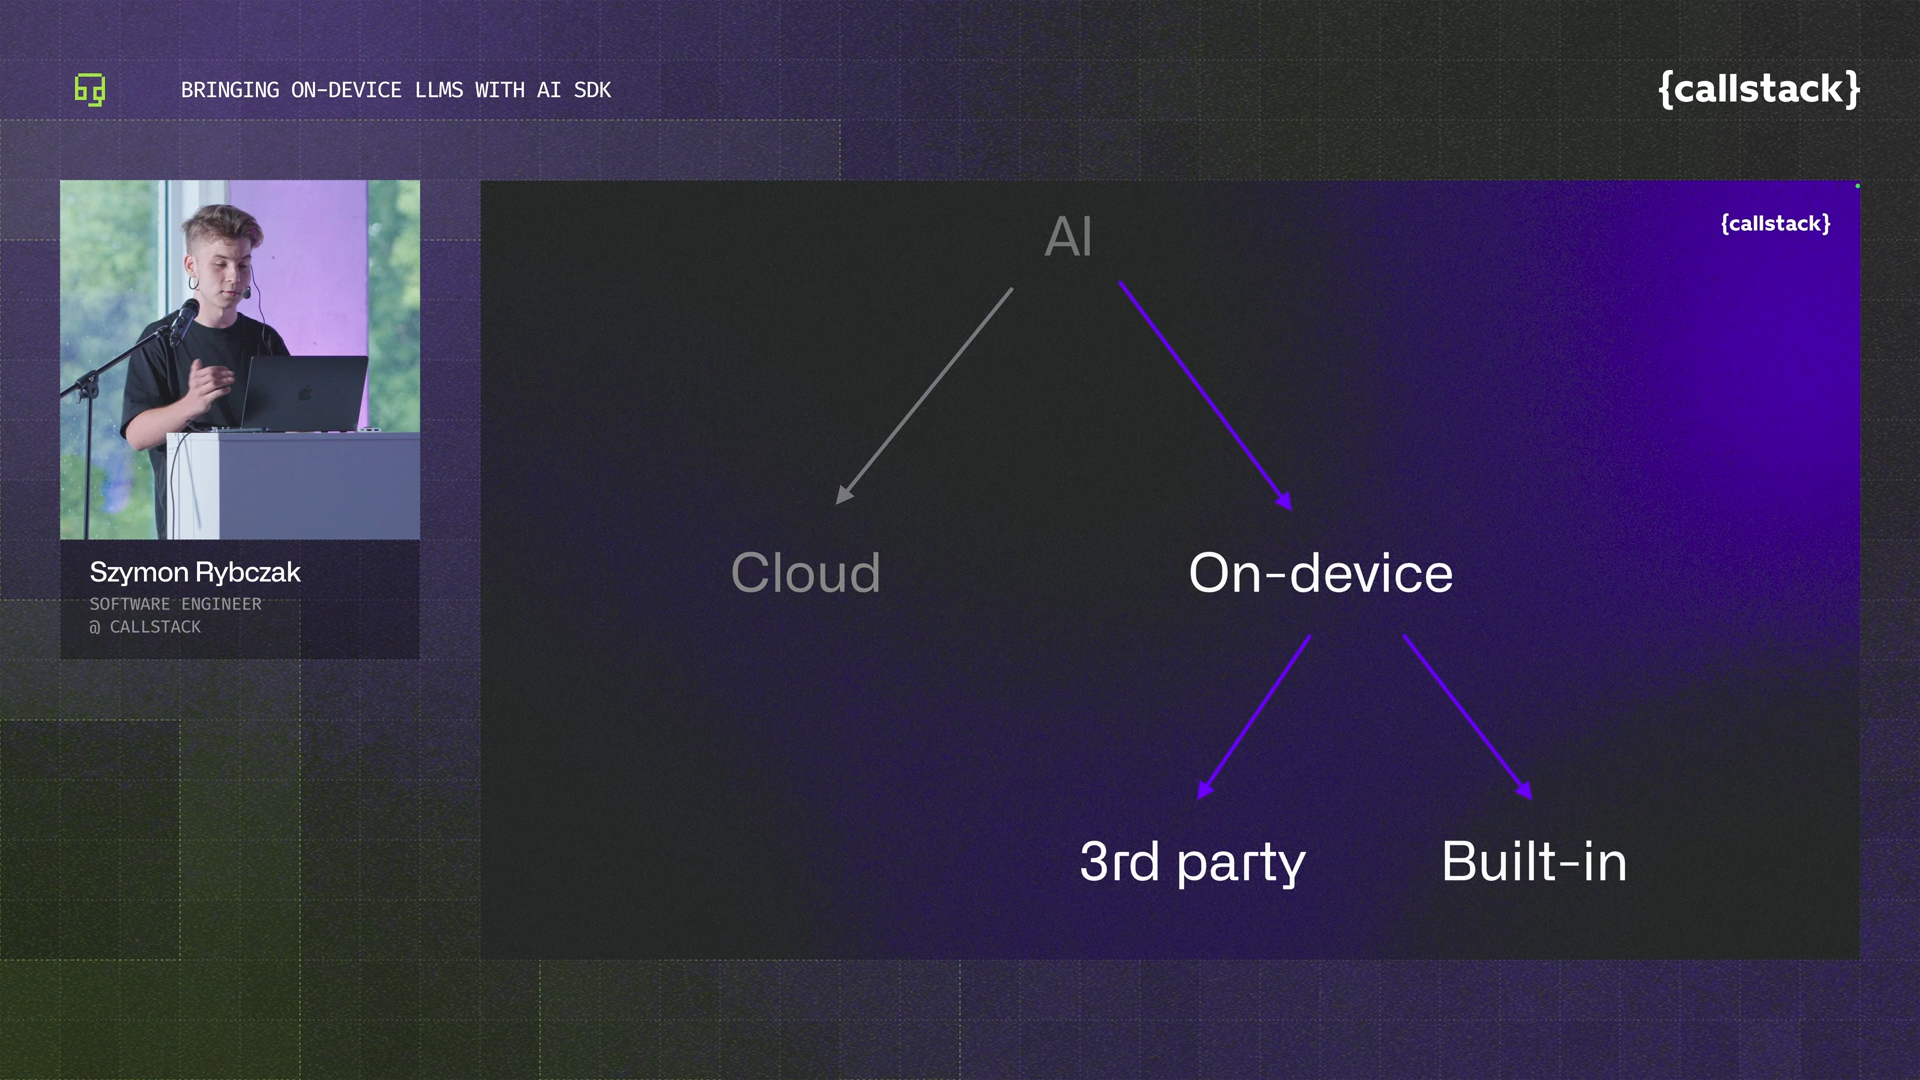 BRINGING ON-DEVICE LLMS WITH AI SDK
{callstack}
Szymon Rybczak
SOFTWARE ENGINEER
@ CALLSTACK
{callstack}
AI
Cloud
On-device
3rd party
Built-in